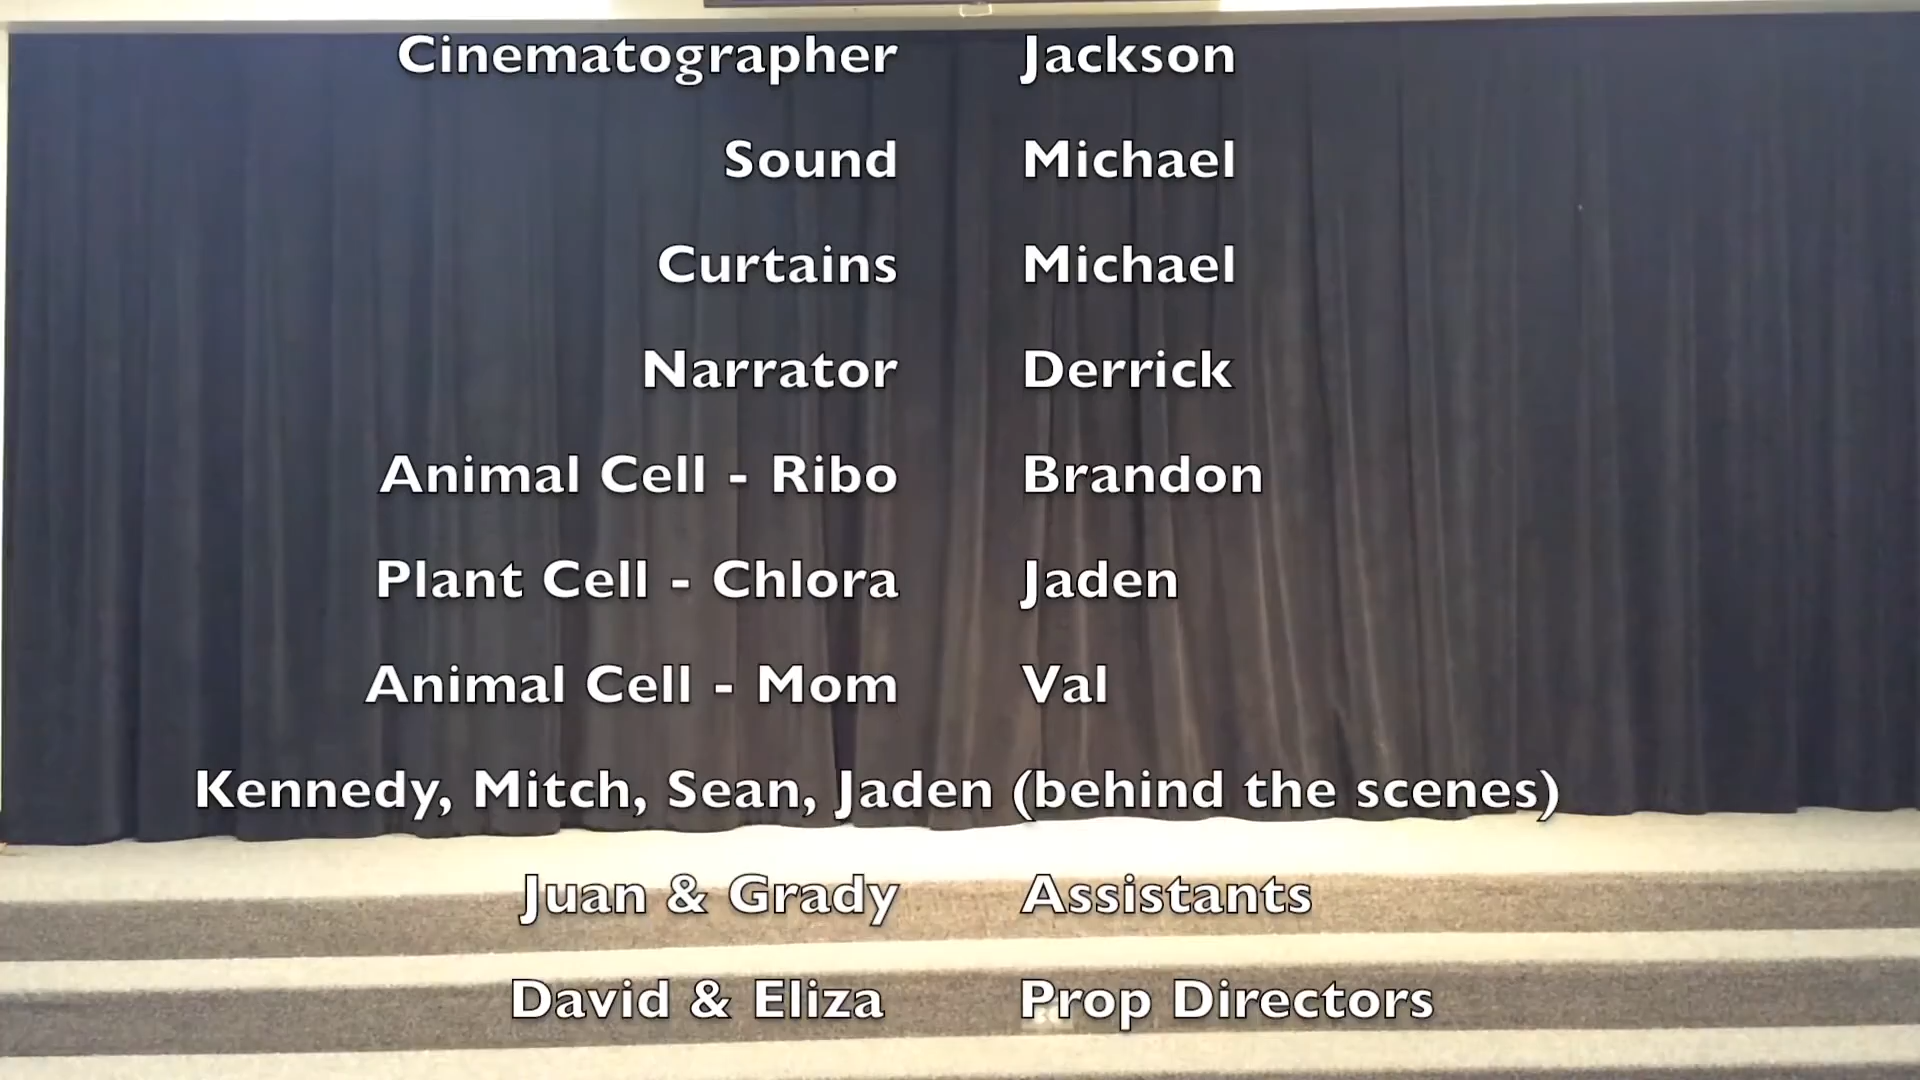 Cinematographer Jackson
Sound Michael
Curtains Michael
Narrator Derrick
Animal Cell - Ribo Brandon
Plant Cell - Chlora Jaden
Animal Cell - Mom Val
Kennedy, Mitch, Sean, Jaden (behind the scenes)
Juan & Grady Assistants
David & Eliza Prop Directors